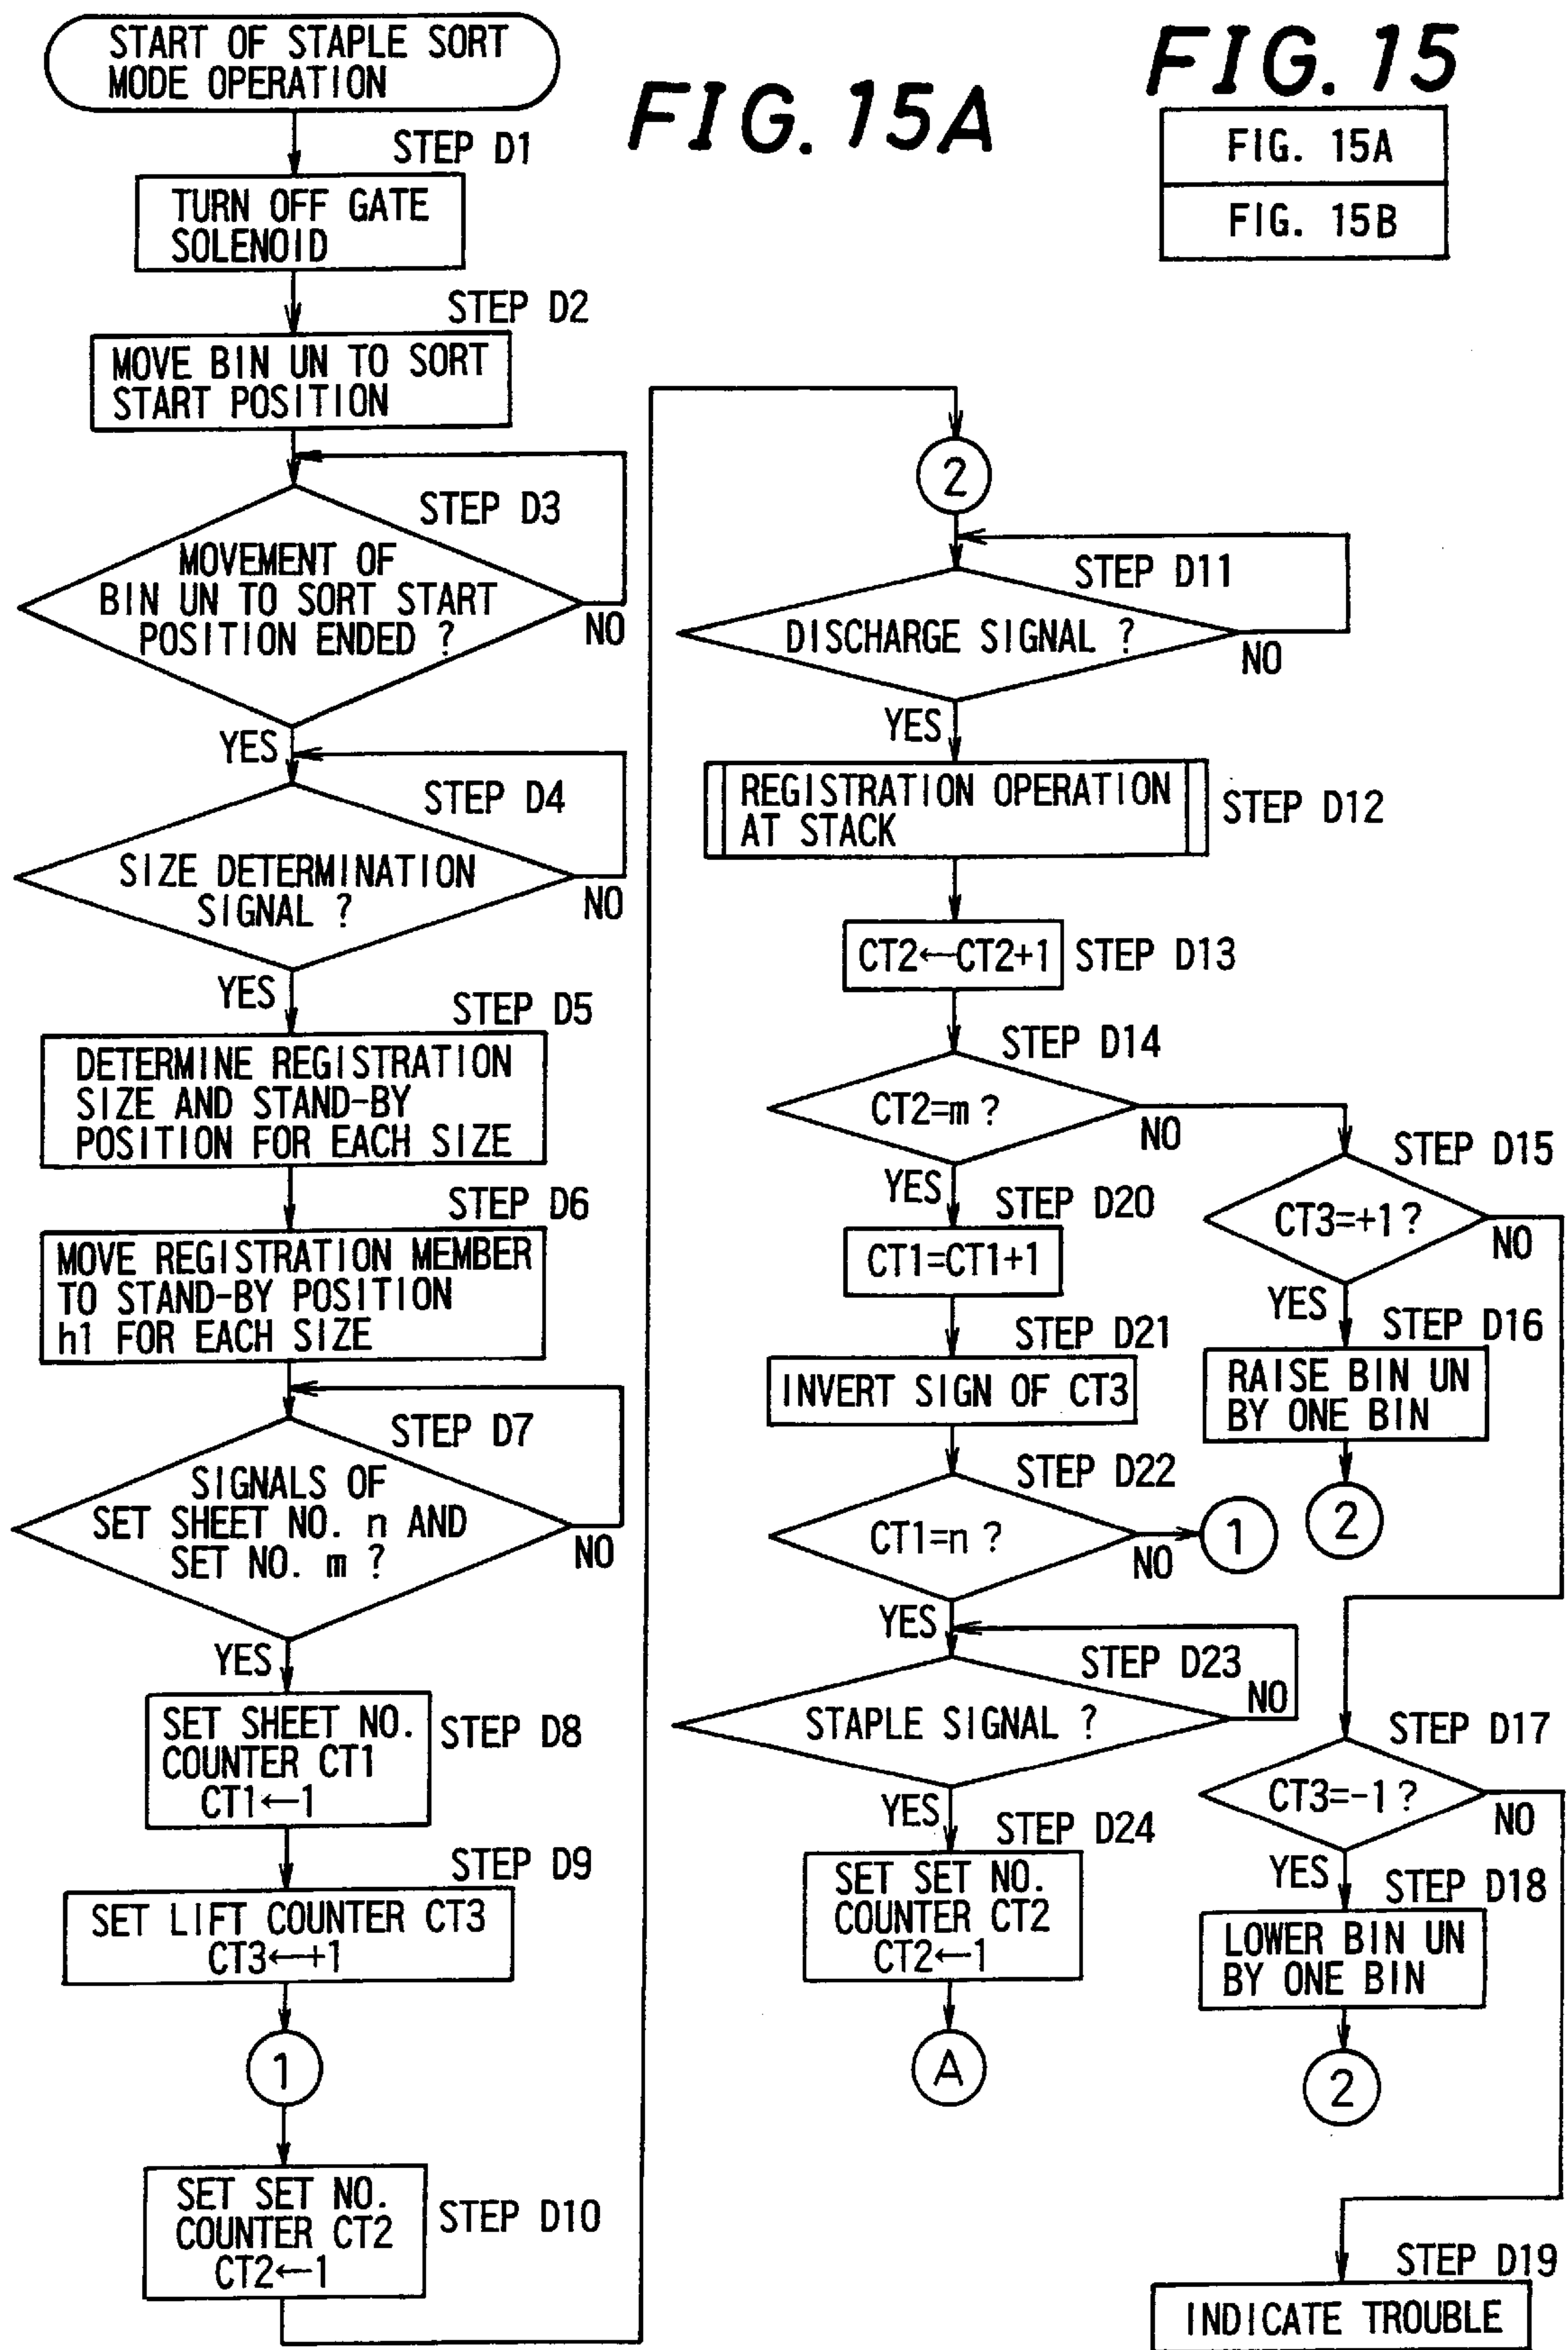 FIG. 15
FIG. 15A
FIG. 15B
FIG. 15A
START OF STAPLE SORT
MODE OPERATION
STEP D1
TURN OFF GATE
SOLENOID
STEP D2
MOVE BIN UN TO SORT
START POSITION
STEP D3
MOVEMENT OF
BIN UN TO SORT START
POSITION ENDED ?
NO
YES
STEP D4
SIZE DETERMINATION
SIGNAL ?
NO
YES
STEP D5
DETERMINE REGISTRATION
SIZE AND STAND-BY
POSITION FOR EACH SIZE
STEP D6
MOVE REGISTRATION MEMBER
TO STAND-BY POSITION
h1 FOR EACH SIZE
STEP D7
SIGNALS OF
SET SHEET NO. n AND
SET NO. m ?
NO
YES
SET SHEET NO.
COUNTER CT1
CT1←1
STEP D8
STEP D9
SET LIFT COUNTER CT3
CT3←+1
1
SET SET NO.
COUNTER CT2
CT2←1
STEP D10
2
STEP D11
DISCHARGE SIGNAL ?
NO
YES
REGISTRATION OPERATION
AT STACK
STEP D12
CT2←CT2+1
STEP D13
STEP D14
CT2=m ?
NO
YES
STEP D15
CT3=+1 ?
NO
YES
STEP D16
RAISE BIN UN
BY ONE BIN
2
STEP D17
CT3=-1 ?
NO
YES
STEP D18
LOWER BIN UN
BY ONE BIN
2
STEP D19
INDICATE TROUBLE
STEP D20
CT1=CT1+1
STEP D21
INVERT SIGN OF CT3
STEP D22
CT1=n ?
NO
1
YES
STEP D23
STAPLE SIGNAL ?
NO
YES
STEP D24
SET SET NO.
COUNTER CT2
CT2←1
A